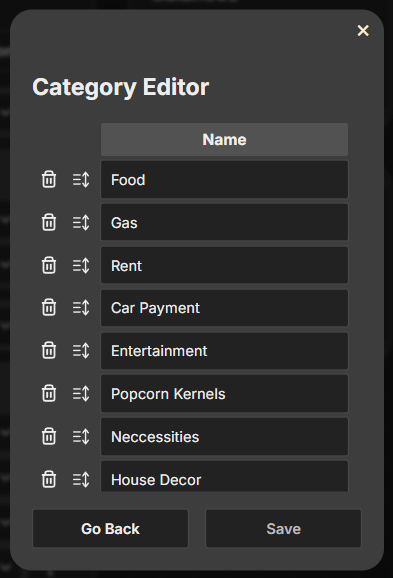 Category Editor
Name
Food
Gas
Rent
Car Payment
Entertainment
Popcorn Kernels
Neccessities
House Decor
Go Back
Save